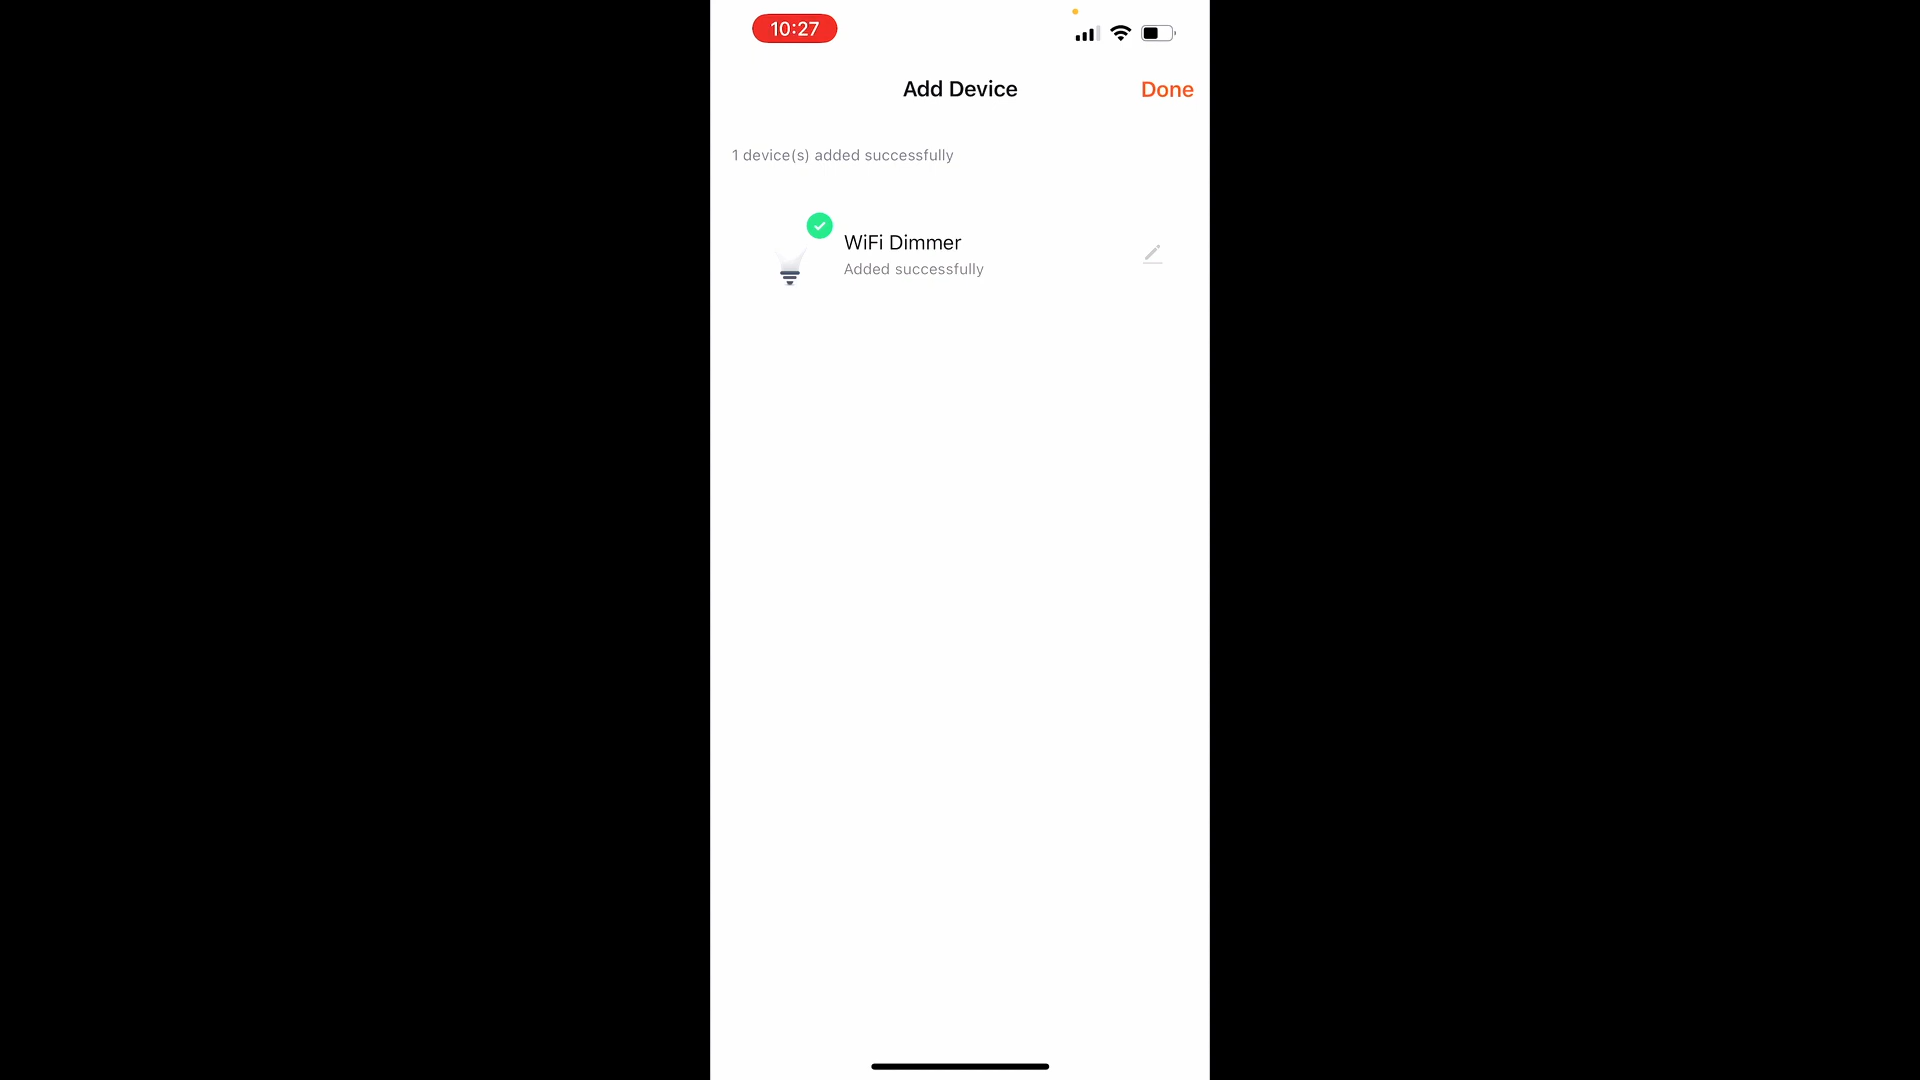 10:27
Add Device
Done
1 device(s) added successfully
WiFi Dimmer
Added successfully